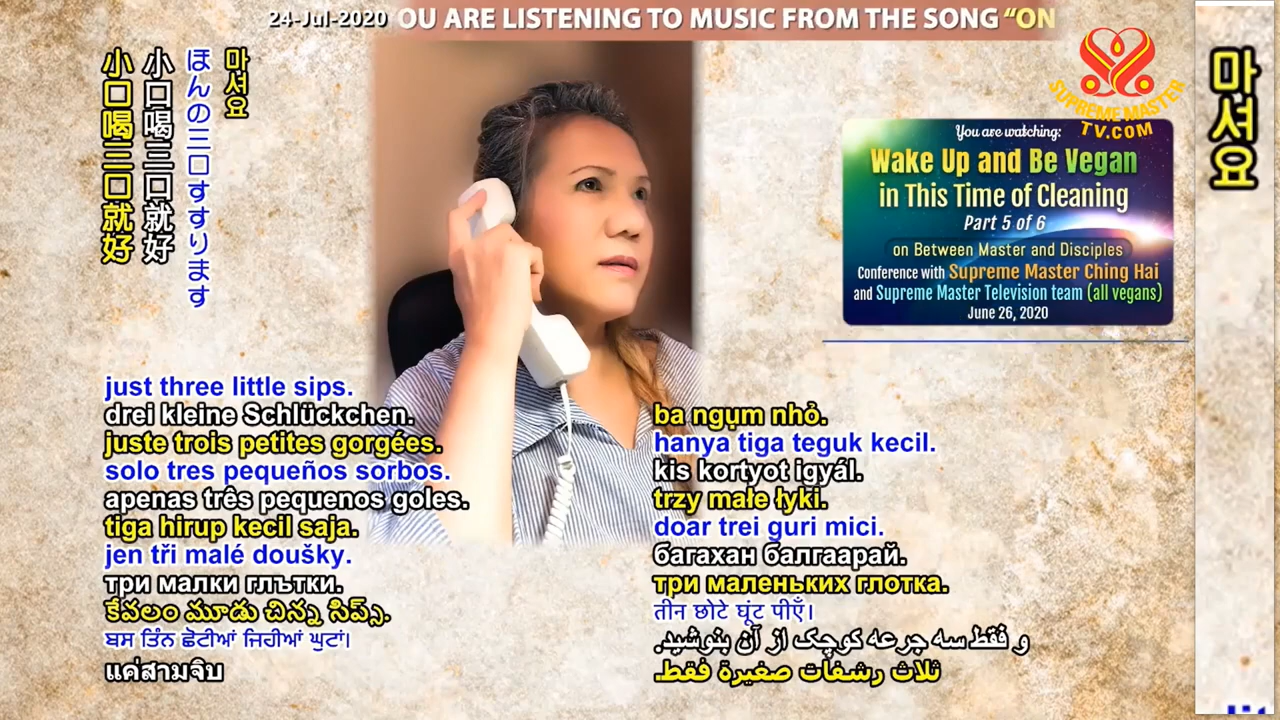 24-Jul-2020 OU ARE LISTENING TO MUSIC FROM THE SONG “ON
SUPREME MASTER
TV.COM
You are watching:
Wake Up and Be Vegan
in This Time of Cleaning
Part 5 of 6
on Between Master and Disciples
Conference with Supreme Master Ching Hai
and Supreme Master Television team (all vegans)
June 26, 2020
마셔요
ほんの三口すすります
小口喝三口就好
小口喝三口就好
마셔요
just three little sips.
drei kleine Schlückchen.
juste trois petites gorgées.
solo tres pequeños sorbos.
apenas três pequenos goles.
tiga hirup kecil saja.
jen tři malé doušky.
три малки глътки.
కేవలం మూడు చిన్న సిప్స్.
ਬਸ ਤਿੰਨ ਛੋਟੀਆਂ ਜਿਹੀਆਂ ਘੁਟਾਂ।
แค่สามจิบ
ba ngụm nhỏ.
hanya tiga teguk kecil.
kis kortyot igyál.
trzy małe łyki.
doar trei guri mici.
багахан балгаарай.
три маленьких глотка.
तीन छोटे घूंट पीएँ।
و فقط سه جرعه کوچک از آن بنوشید.
ثلاث رشفات صغيرة فقط.